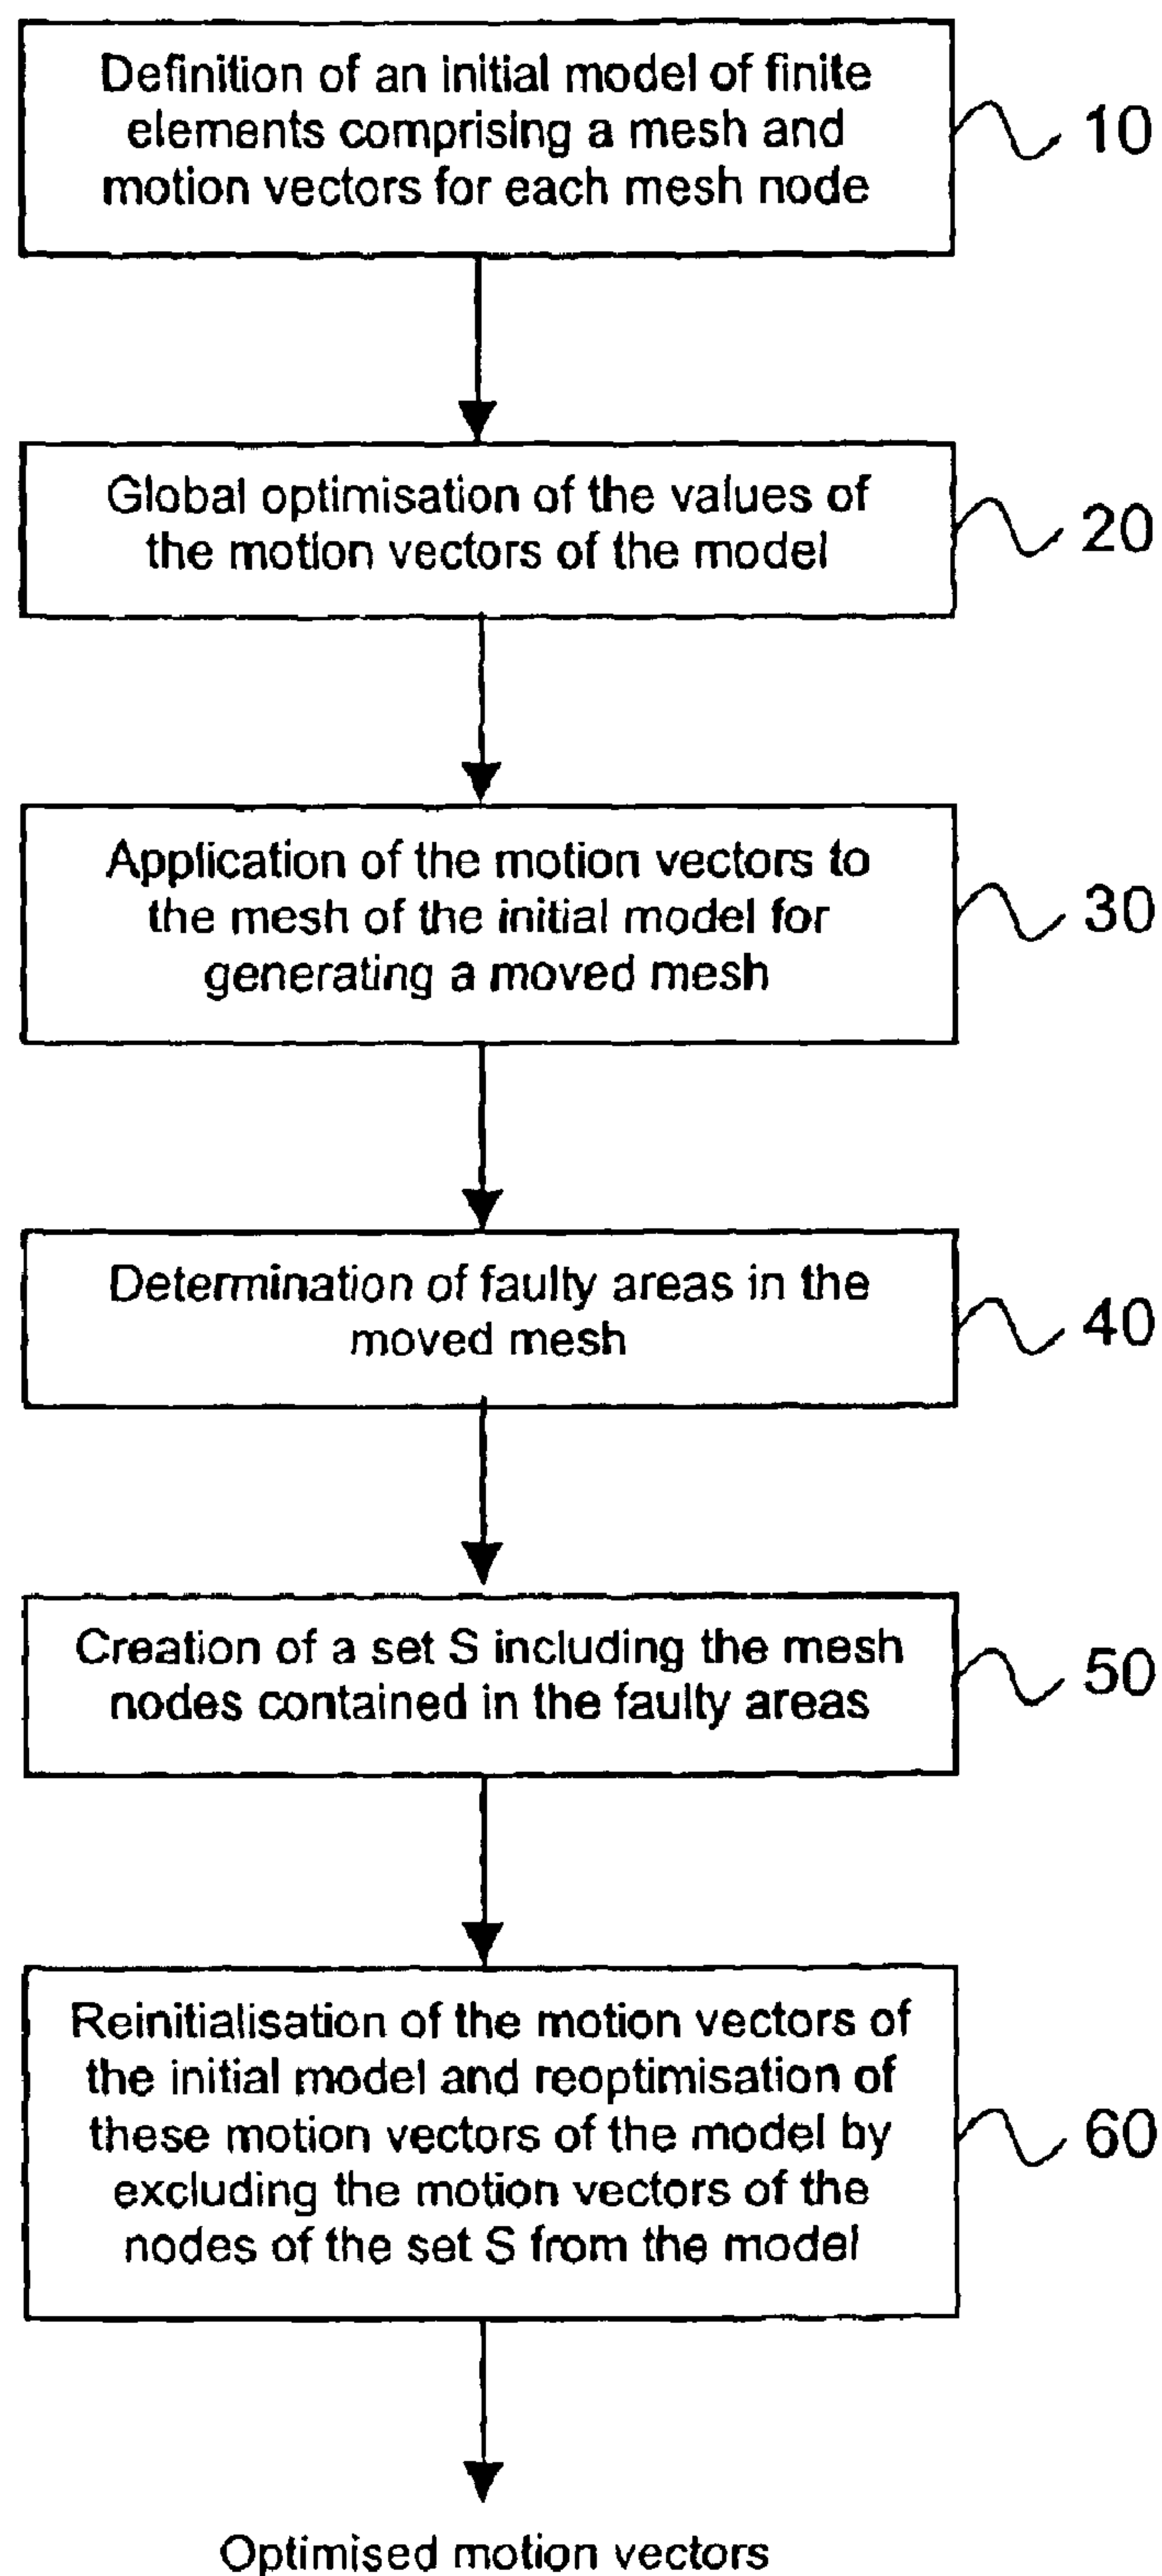 Definition of an initial model of finite
elements comprising a mesh and
motion vectors for each mesh node
10
Global optimisation of the values of
the motion vectors of the model
20
Application of the motion vectors to
the mesh of the initial model for
generating a moved mesh
30
Determination of faulty areas in the
moved mesh
40
Creation of a set S including the mesh
nodes contained in the faulty areas
50
Reinitialisation of the motion vectors of
the initial model and reoptimisation of
these motion vectors of the model by
excluding the motion vectors of the
nodes of the set S from the model
60
Optimised motion vectors